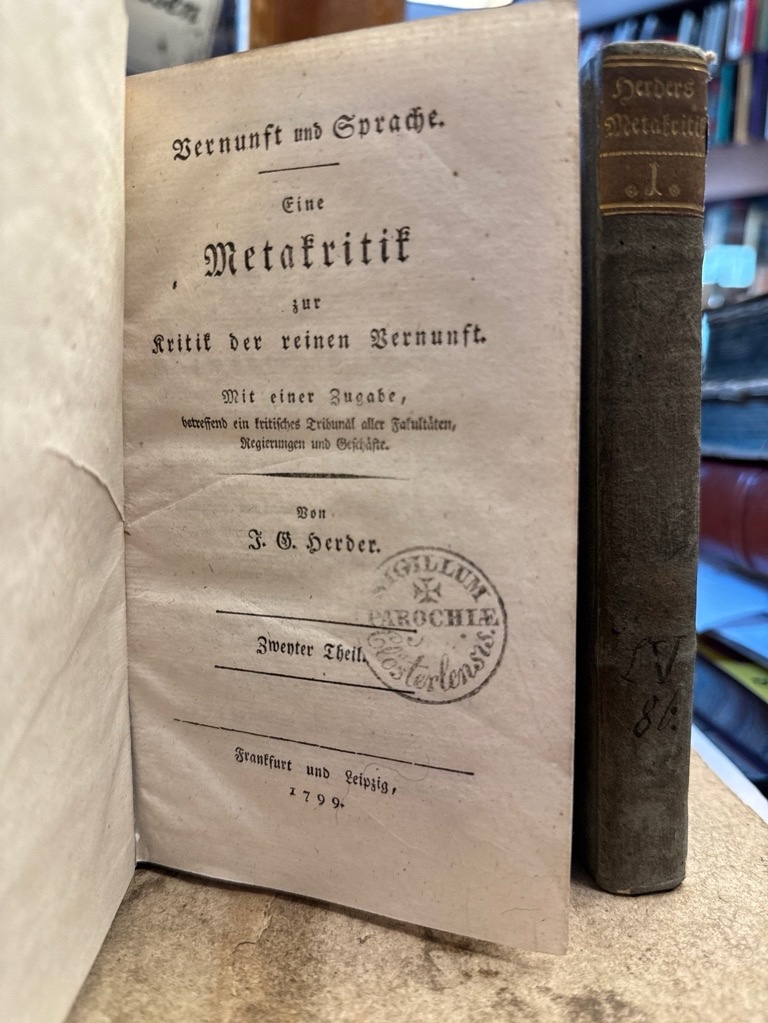 Vernunft und Sprache.
Eine
Metakritik
zur
Kritik der reinen Vernunft.
Mit einer Zugabe,
betreffend ein kritisches Tribunal aller Fakultäten,
Regierungen und Geschäfte.
Von
J. G. Herder.
Zweyter Theil.
Frankfurt und Leipzig,
1799.
SIGILLUM
PAROCHIÆ
Closterlensis.
Herders
Metakritik
1
86.